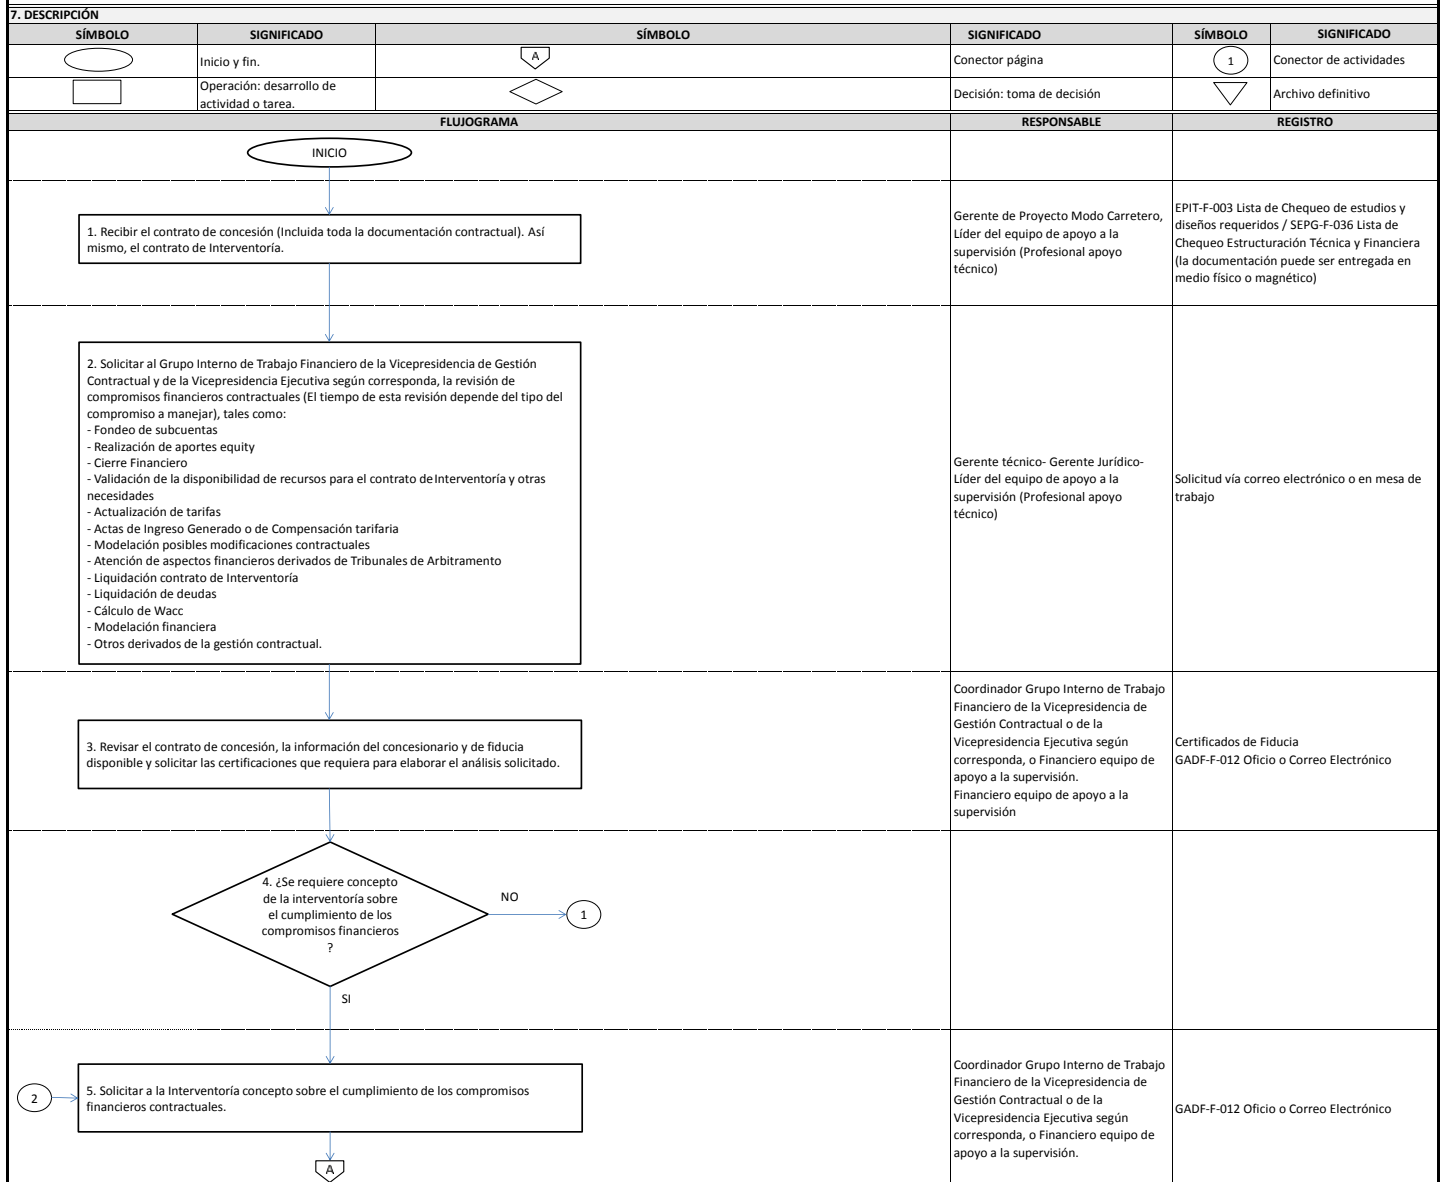 7. DESCRIPCIÓN
SÍMBOLO SIGNIFICADO SÍMBOLO SIGNIFICADO SÍMBOLO SIGNIFICADO
Inicio y fin. A Conector página 1 Conector de actividades
Operación: desarrollo de
actividad o tarea.
Decisión: toma de decisión Archivo definitivo
FLUJOGRAMA RESPONSABLE REGISTRO
INICIO
1. Recibir el contrato de concesión (Incluida toda la documentación contractual). Así
mismo, el contrato de Interventoría.
Gerente de Proyecto Modo Carretero,
Líder del equipo de apoyo a la
supervisión (Profesional apoyo
técnico)
EPIT-F-003 Lista de Chequeo de estudios y
diseños requeridos / SEPG-F-036 Lista de
Chequeo Estructuración Técnica y Financiera
(la documentación puede ser entregada en
medio físico o magnético)
2. Solicitar al Grupo Interno de Trabajo Financiero de la Vicepresidencia de Gestión
Contractual y de la Vicepresidencia Ejecutiva según corresponda, la revisión de
compromisos financieros contractuales (El tiempo de esta revisión depende del tipo del
compromiso a manejar), tales como:
- Fondeo de subcuentas
- Realización de aportes equity
- Cierre Financiero
- Validación de la disponibilidad de recursos para el contrato de Interventoría y otras
necesidades
- Actualización de tarifas
- Actas de Ingreso Generado o de Compensación tarifaria
- Modelación posibles modificaciones contractuales
- Atención de aspectos financieros derivados de Tribunales de Arbitramento
- Liquidación contrato de Interventoría
- Liquidación de deudas
- Cálculo de Wacc
- Modelación financiera
- Otros derivados de la gestión contractual.
Gerente técnico- Gerente Jurídico-
Líder del equipo de apoyo a la
supervisión (Profesional apoyo
técnico)
Solicitud vía correo electrónico o en mesa de
trabajo
3. Revisar el contrato de concesión, la información del concesionario y de fiducia
disponible y solicitar las certificaciones que requiera para elaborar el análisis solicitado.
Coordinador Grupo Interno de Trabajo
Financiero de la Vicepresidencia de
Gestión Contractual o de la
Vicepresidencia Ejecutiva según
corresponda, o Financiero equipo de
apoyo a la supervisión.
Financiero equipo de apoyo a la
supervisión
Certificados de Fiducia
GADF-F-012 Oficio o Correo Electrónico
4. ¿Se requiere concepto
de la interventoría sobre
el cumplimiento de los
compromisos financieros
?
NO
1
SI
2
5. Solicitar a la Interventoría concepto sobre el cumplimiento de los compromisos
financieros contractuales.
A
Coordinador Grupo Interno de Trabajo
Financiero de la Vicepresidencia de
Gestión Contractual o de la
Vicepresidencia Ejecutiva según
corresponda, o Financiero equipo de
apoyo a la supervisión.
GADF-F-012 Oficio o Correo Electrónico